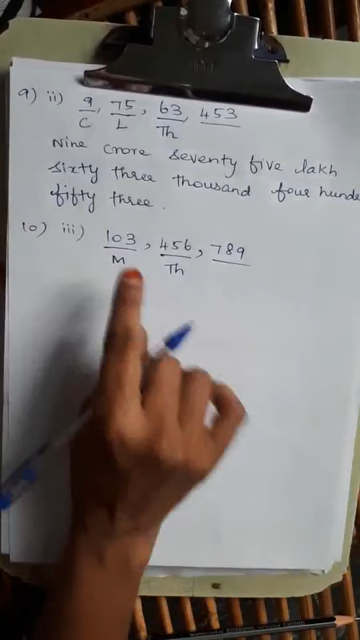 9) ii) 9, 75, 63, 453
C L Th
Nine Crore Seventy five lakh
sixty three thousand four hunde
fifty three.
10) iii) 103, 456, 789
M Th